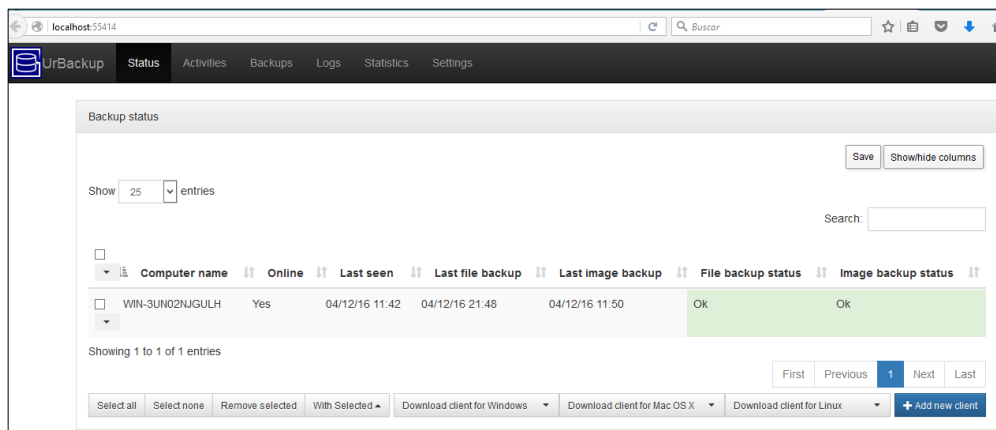 localhost:55414 Buscar
UrBackup Status Activities Backups Logs Statistics Settings
Backup status
Save Show/hide columns
Show 25 entries
Search:
Computer name Online Last seen Last file backup Last image backup File backup status Image backup status
WIN-3UN02NJGULH Yes 04/12/16 11:42 04/12/16 21:48 04/12/16 11:50 Ok Ok
Showing 1 to 1 of 1 entries
First Previous 1 Next Last
Select all Select none Remove selected With Selected Download client for Windows Download client for Mac OS X Download client for Linux + Add new client